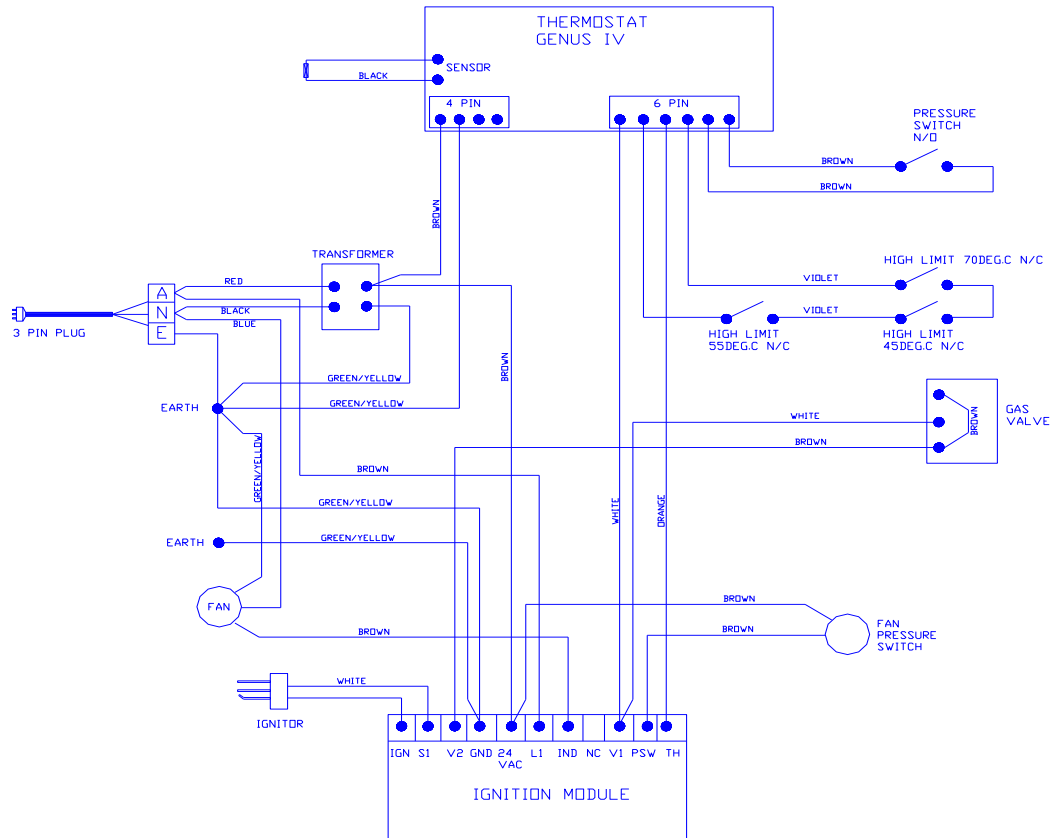 THERMOSTAT
GENUS IV
SENSOR
BLACK
4 PIN
6 PIN
PRESSURE
SWITCH
N/O
BROWN
BROWN
BROWN
TRANSFORMER
HIGH LIMIT 70DEG.C N/C
RED
VIOLET
A
N
E
BLACK
BLUE
VIOLET
3 PIN PLUG
HIGH LIMIT
55DEG.C N/C
HIGH LIMIT
45DEG.C N/C
BROWN
GREEN/YELLOW
EARTH
GREEN/YELLOW
WHITE
BROWN
GAS
VALVE
BROWN
GREEN/YELLOW
BROWN
GREEN/YELLOW
WHITE
ORANGE
EARTH
GREEN/YELLOW
FAN
BROWN
BROWN
BROWN
FAN
PRESSURE
SWITCH
WHITE
IGNITOR
IGN S1 V2 GND 24 VAC L1 IND NC V1 PSW TH
IGNITION MODULE